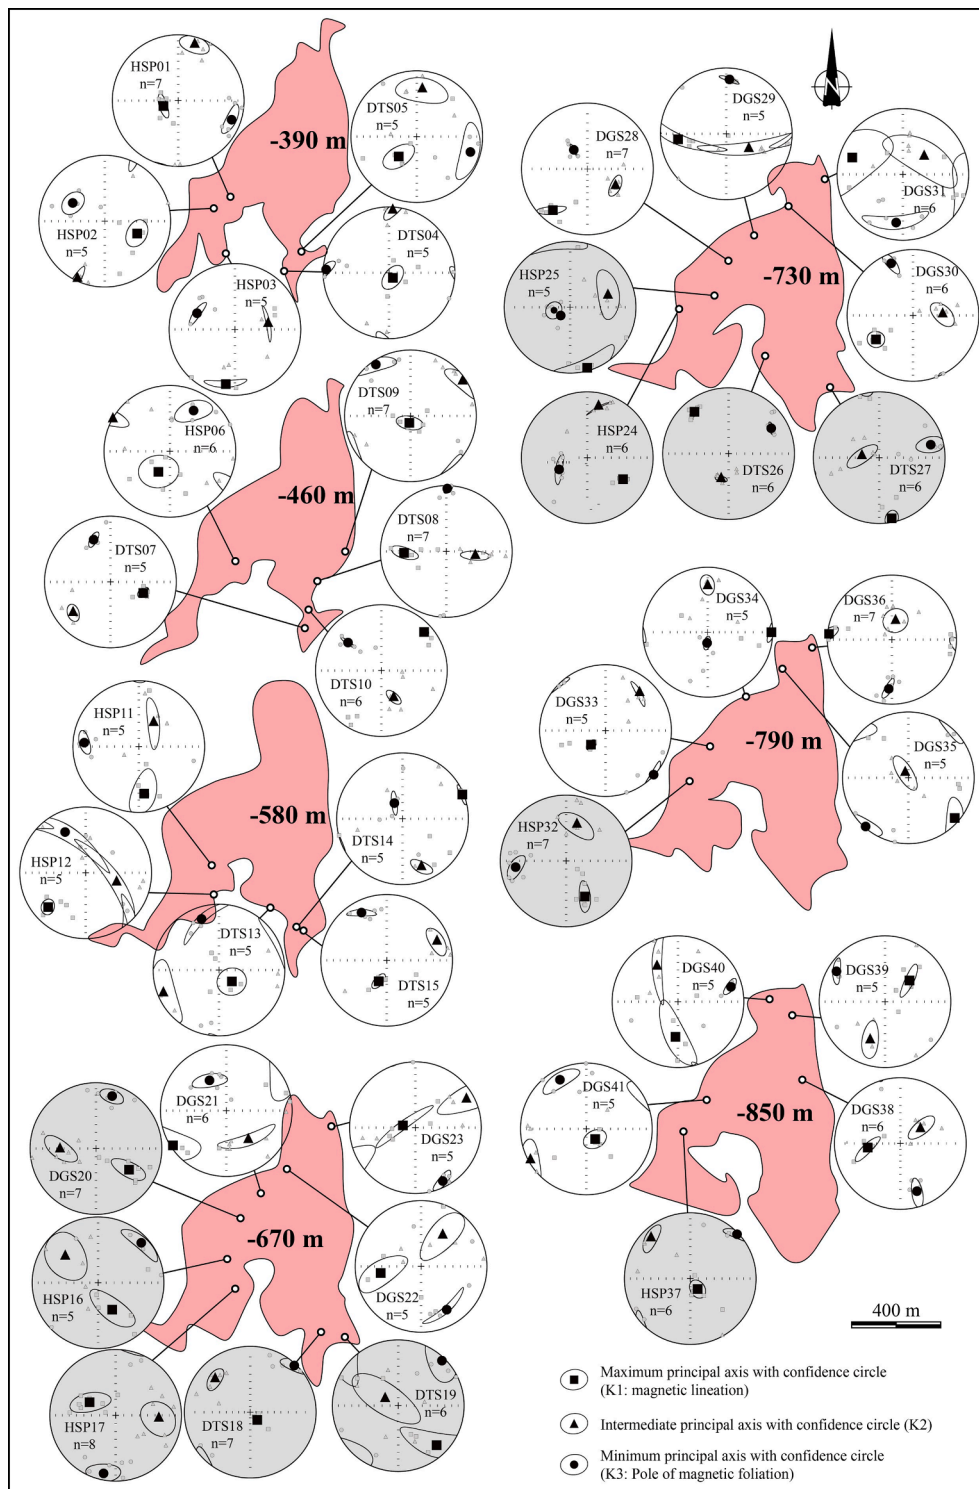 HSP01
n=7
-390 m
DTS05
n=5
HSP02
n=5
HSP03
n=5
DTS04
n=5
N
DGS28
n=7
DGS29
n=5
DGS31
n=6
HSP25
n=5
-730 m
DGS30
n=6
HSP24
n=6
DTS26
n=6
DTS27
n=6
HSP06
n=6
DTS09
n=7
-460 m
DTS07
n=5
DTS08
n=7
DTS10
n=6
DGS34
n=5
DGS36
n=7
DGS33
n=5
-790 m
DGS35
n=5
HSP32
n=7
HSP11
n=5
-580 m
HSP12
n=5
DTS14
n=5
DTS13
n=5
DTS15
n=5
DGS40
n=5
DGS39
n=5
DGS41
n=5
-850 m
DGS38
n=6
HSP37
n=6
DGS21
n=6
DGS23
n=5
DGS20
n=7
-670 m
HSP16
n=5
DGS22
n=5
HSP17
n=8
DTS18
n=7
DTS19
n=6
400 m
Maximum principal axis with confidence circle
(K1: magnetic lineation)
Intermediate principal axis with confidence circle (K2)
Minimum principal axis with confidence circle
(K3: Pole of magnetic foliation)